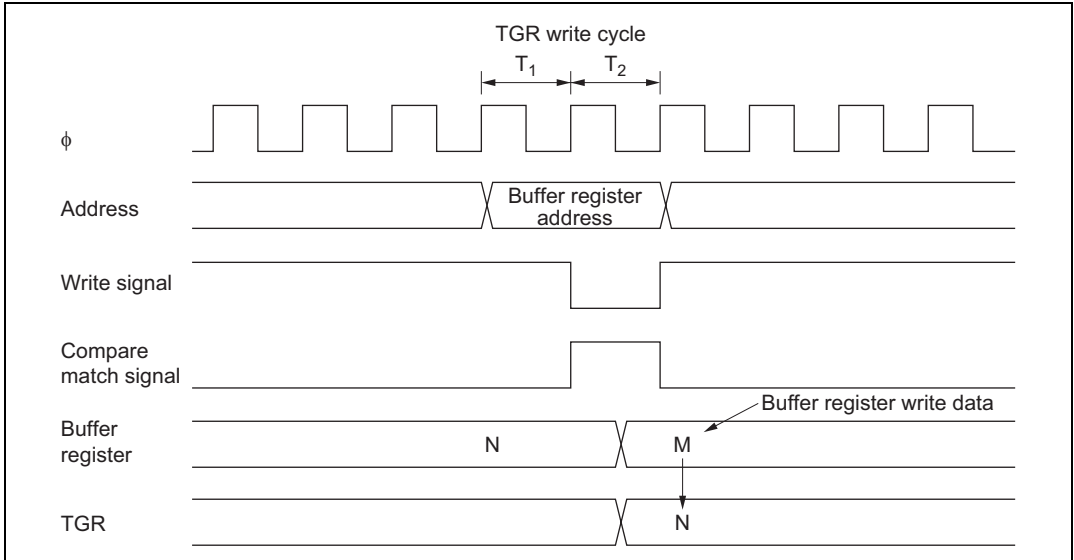 TGR write cycle
T1 T2
ϕ
Address
Buffer register
address
Write signal
Compare
match signal
Buffer register write data
Buffer
register
N M
TGR
N